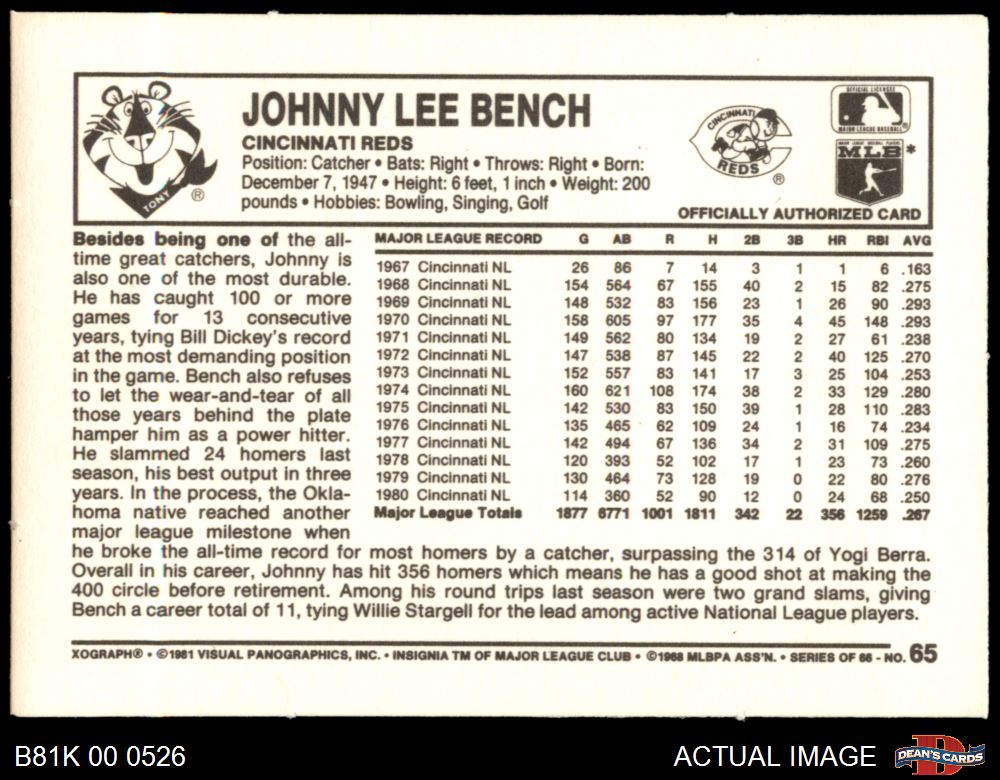 JOHNNY LEE BENCH
CINCINNATI REDS
Position: Catcher • Bats: Right • Throws: Right • Born:
December 7, 1947 • Height: 6 feet, 1 inch • Weight: 200
pounds • Hobbies: Bowling, Singing, Golf
TONY
®
CINCINNATI
REDS
®
OFFICIAL LICENSEE
MAJOR LEAGUE BASEBALL
MAJOR LEAGUE BASEBALL PLAYERS
MLB*
OFFICIALLY AUTHORIZED CARD
Besides being one of the all-
time great catchers, Johnny is
also one of the most durable.
He has caught 100 or more
games for 13 consecutive
years, tying Bill Dickey's record
at the most demanding position
in the game. Bench also refuses
to let the wear-and-tear of all
those years behind the plate
hamper him as a power hitter.
He slammed 24 homers last
season, his best output in three
years. In the process, the Okla-
homa native reached another
major league milestone when
he broke the all-time record for most homers by a catcher, surpassing the 314 of Yogi Berra.
Overall in his career, Johnny has hit 356 homers which means he has a good shot at making the
400 circle before retirement. Among his round trips last season were two grand slams, giving
Bench a career total of 11, tying Willie Stargell for the lead among active National League players.
MAJOR LEAGUE RECORD G AB R H 2B 3B HR RBI AVG
1967 Cincinnati NL 26 86 7 14 3 1 1 6 .163
1968 Cincinnati NL 154 564 67 155 40 2 15 82 .275
1969 Cincinnati NL 148 532 83 156 23 1 26 90 .293
1970 Cincinnati NL 158 605 97 177 35 4 45 148 .293
1971 Cincinnati NL 149 562 80 134 19 2 27 61 .238
1972 Cincinnati NL 147 538 87 145 22 2 40 125 .270
1973 Cincinnati NL 152 557 83 141 17 3 25 104 .253
1974 Cincinnati NL 160 621 108 174 38 2 33 129 .280
1975 Cincinnati NL 142 530 83 150 39 1 28 110 .283
1976 Cincinnati NL 135 465 62 109 24 1 16 74 .234
1977 Cincinnati NL 142 494 67 136 34 2 31 109 .275
1978 Cincinnati NL 120 393 52 102 17 1 23 73 .260
1979 Cincinnati NL 130 464 73 128 19 0 22 80 .276
1980 Cincinnati NL 114 360 52 90 12 0 24 68 .250
Major League Totals 1877 6771 1001 1811 342 22 356 1259 .267
XOGRAPH® • ©1981 VISUAL PANOGRAPHICS, INC. • INSIGNIA TM OF MAJOR LEAGUE CLUB • ©1968 MLBPA ASS'N. • SERIES OF 66 - NO. 65
B81K 00 0526
ACTUAL IMAGE
DEAN'S CARDS